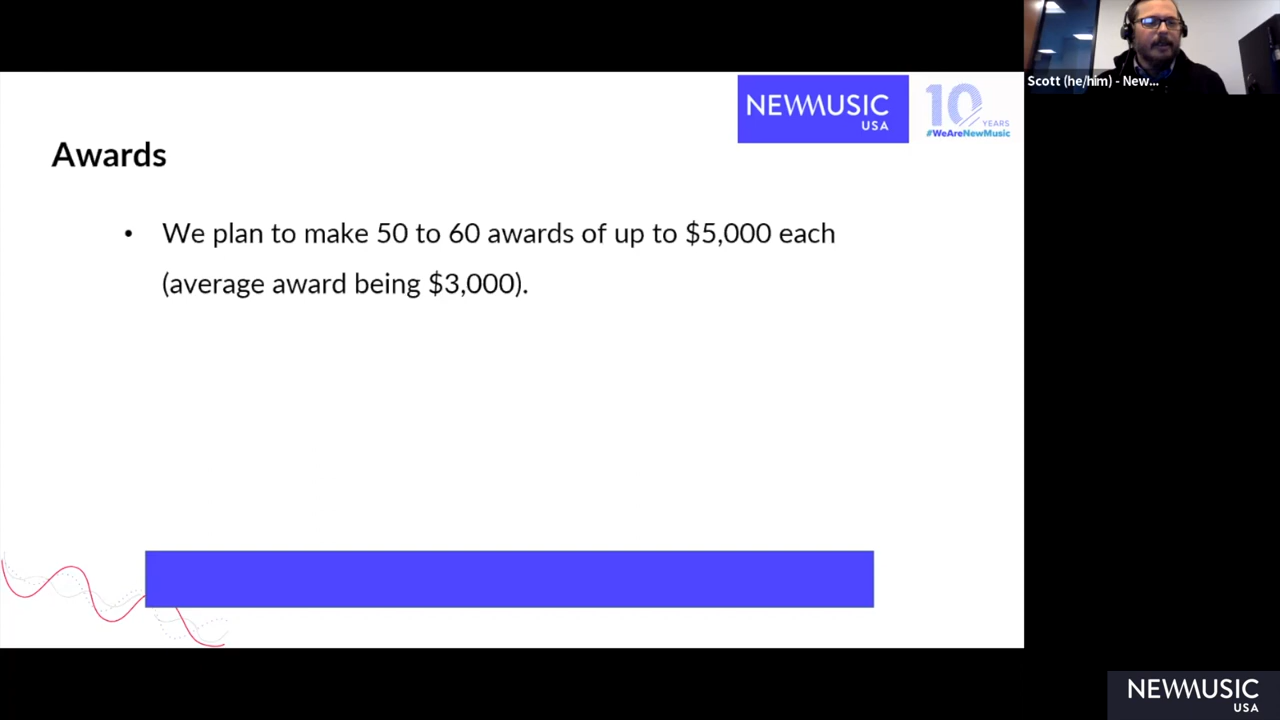 NEWMUSIC
USA
10
YEARS
#WeAreNewMusic
Scott (he/him) - New...
Awards
• We plan to make 50 to 60 awards of up to $5,000 each
(average award being $3,000).
NEWMUSIC
USA